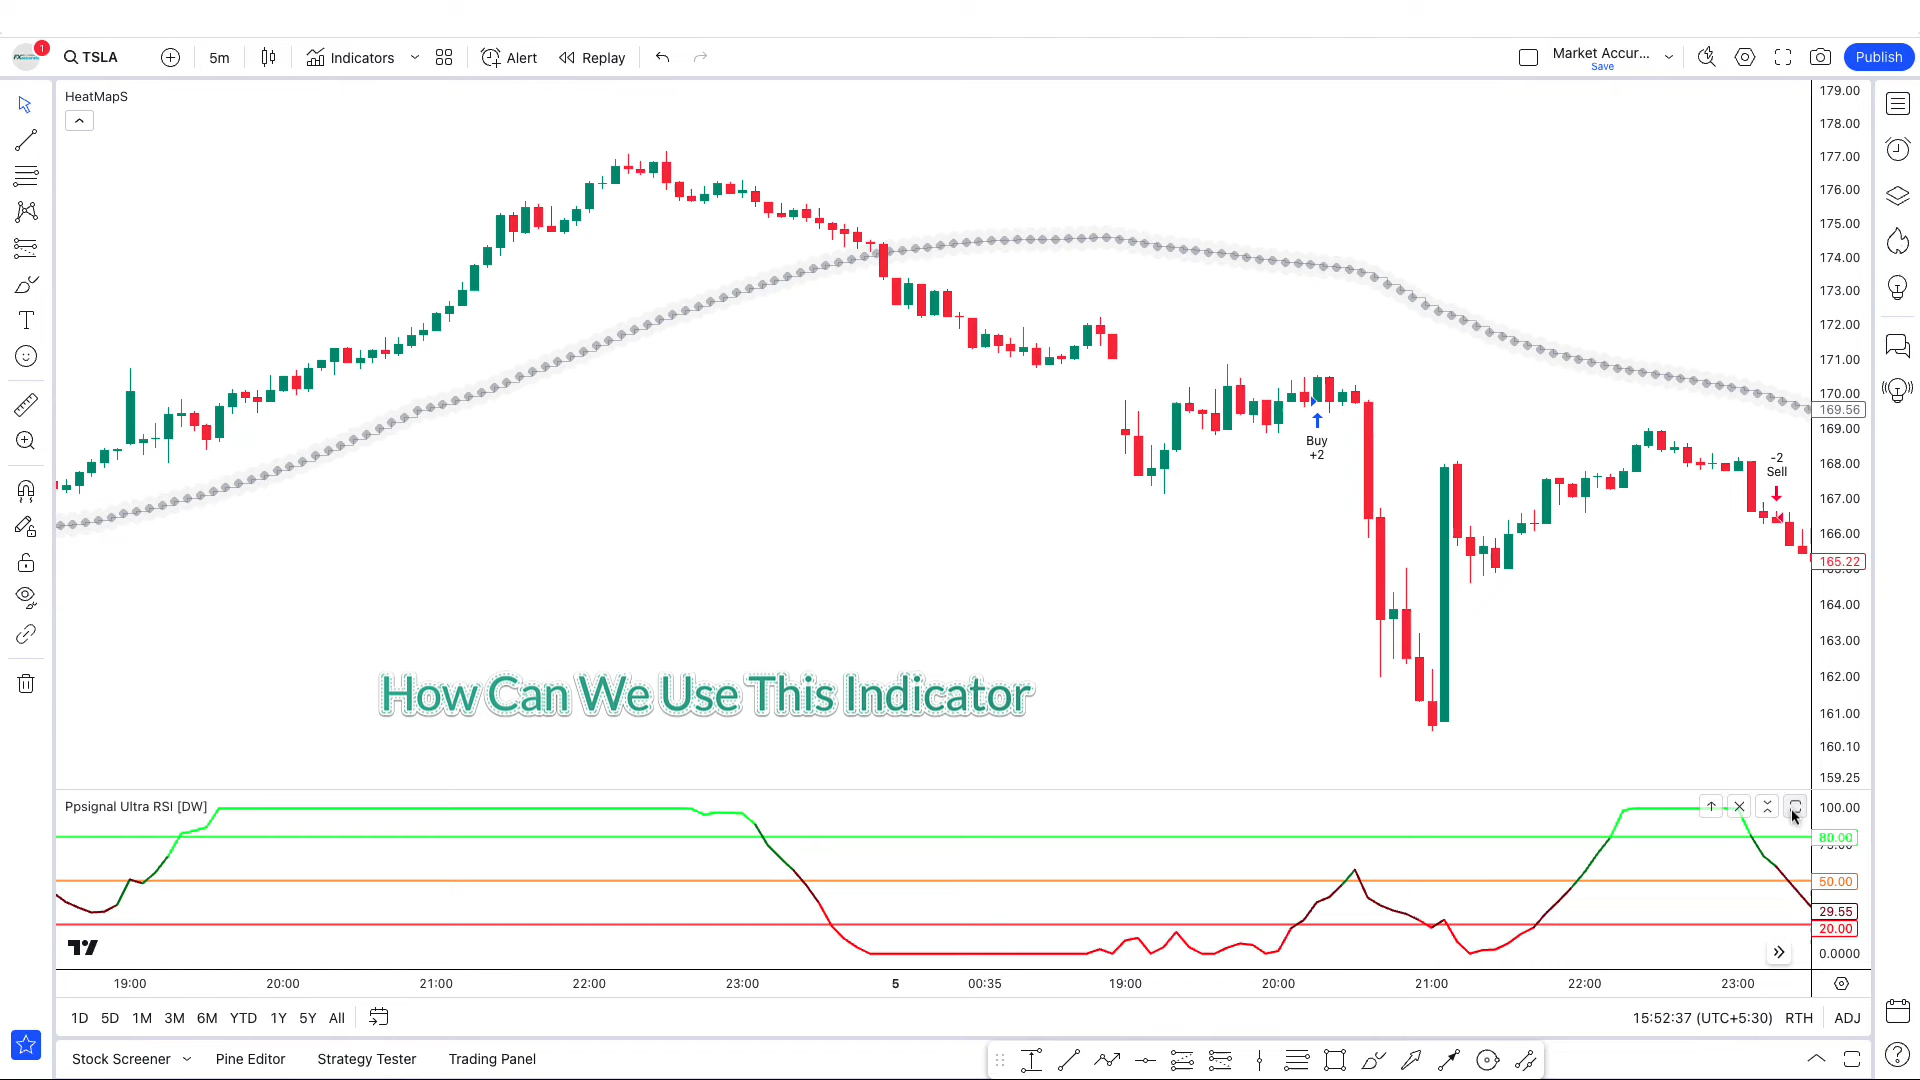 1
TSLA
5m
Indicators
Alert
Replay
Market Accur...
Save
Publish
HeatMapS
179.00
178.00
177.00
176.00
175.00
174.00
173.00
172.00
171.00
170.00
169.56
169.00
168.00
167.00
166.00
165.22
164.00
163.00
162.00
161.00
160.10
159.25
Buy
+2
-2
Sell
How Can We Use This Indicator
Ppsignal Ultra RSI [DW]
100.00
80.00
50.00
29.55
20.00
0.0000
19:00
20:00
21:00
22:00
23:00
5
00:35
19:00
20:00
21:00
22:00
23:00
1D
5D
1M
3M
6M
YTD
1Y
5Y
All
15:52:37 (UTC+5:30)
RTH
ADJ
Stock Screener
Pine Editor
Strategy Tester
Trading Panel